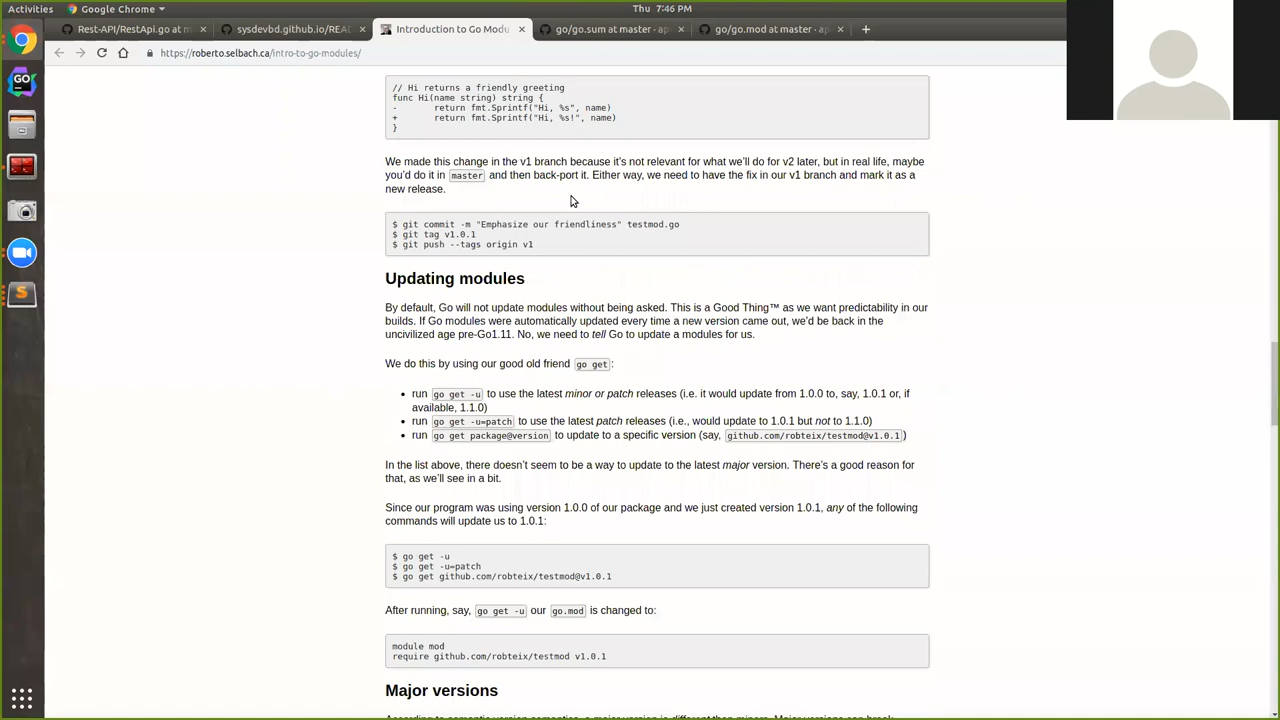 Activities
Google Chrome
Thu 7:46 PM
Rest-API/RestApi.go at m
sysdevbd.github.io/REA
Introduction to Go Modu
go/go.sum at master · ap
go/go.mod at master · ap
https://roberto.selbach.ca/intro-to-go-modules/
// Hi returns a friendly greeting
func Hi(name string) string {
-       return fmt.Sprintf("Hi, %s", name)
+       return fmt.Sprintf("Hi, %s!", name)
}
We made this change in the v1 branch because it's not relevant for what we'll do for v2 later, but in real life, maybe
you'd do it in master and then back-port it. Either way, we need to have the fix in our v1 branch and mark it as a
new release.
$ git commit -m "Emphasize our friendliness" testmod.go
$ git tag v1.0.1
$ git push --tags origin v1
Updating modules
By default, Go will not update modules without being asked. This is a Good Thing™ as we want predictability in our
builds. If Go modules were automatically updated every time a new version came out, we'd be back in the
uncivilized age pre-Go1.11. No, we need to tell Go to update a modules for us.
We do this by using our good old friend go get:
• run go get -u to use the latest minor or patch releases (i.e. it would update from 1.0.0 to, say, 1.0.1 or, if
available, 1.1.0)
• run go get -u=patch to use the latest patch releases (i.e., would update to 1.0.1 but not to 1.1.0)
• run go get package@version to update to a specific version (say, github.com/robteix/testmod@v1.0.1)
In the list above, there doesn't seem to be a way to update to the latest major version. There's a good reason for
that, as we'll see in a bit.
Since our program was using version 1.0.0 of our package and we just created version 1.0.1, any of the following
commands will update us to 1.0.1:
$ go get -u
$ go get -u=patch
$ go get github.com/robteix/testmod@v1.0.1
After running, say, go get -u our go.mod is changed to:
module mod
require github.com/robteix/testmod v1.0.1
Major versions
According to semantic version semantics, a major version is different than minors. Major versions can break